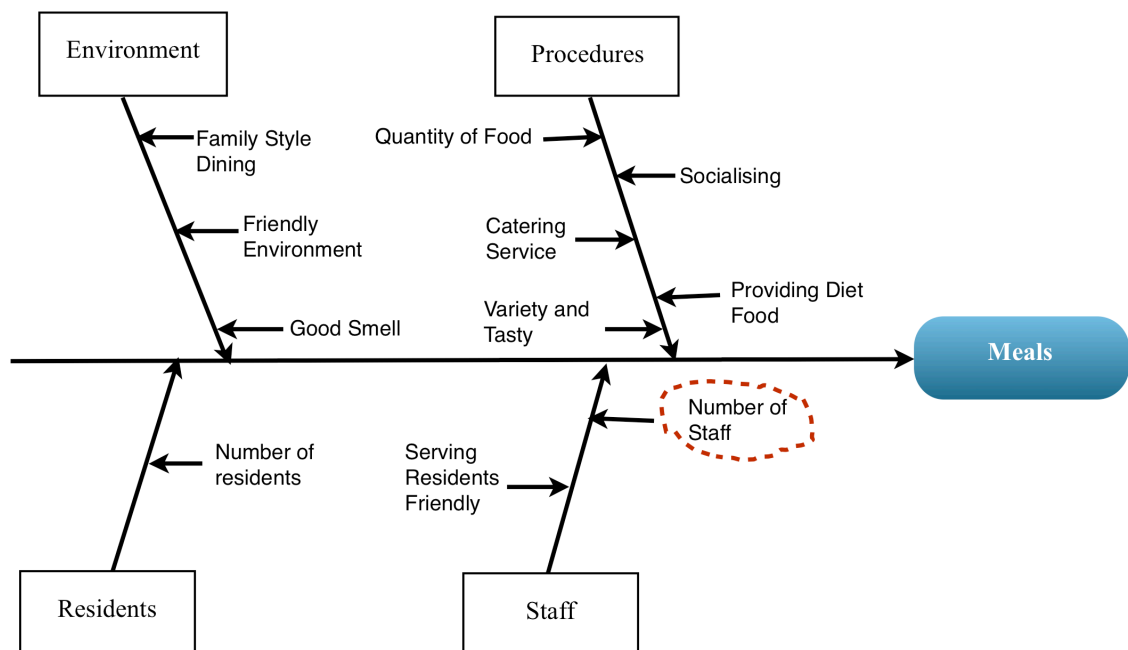 Environment
Procedures
Family Style
Dining
Quantity of Food
Socialising
Friendly
Environment
Catering
Service
Providing Diet
Food
Good Smell
Variety and
Tasty
Meals
Number of
residents
Number of
Staff
Serving
Residents
Friendly
Residents
Staff